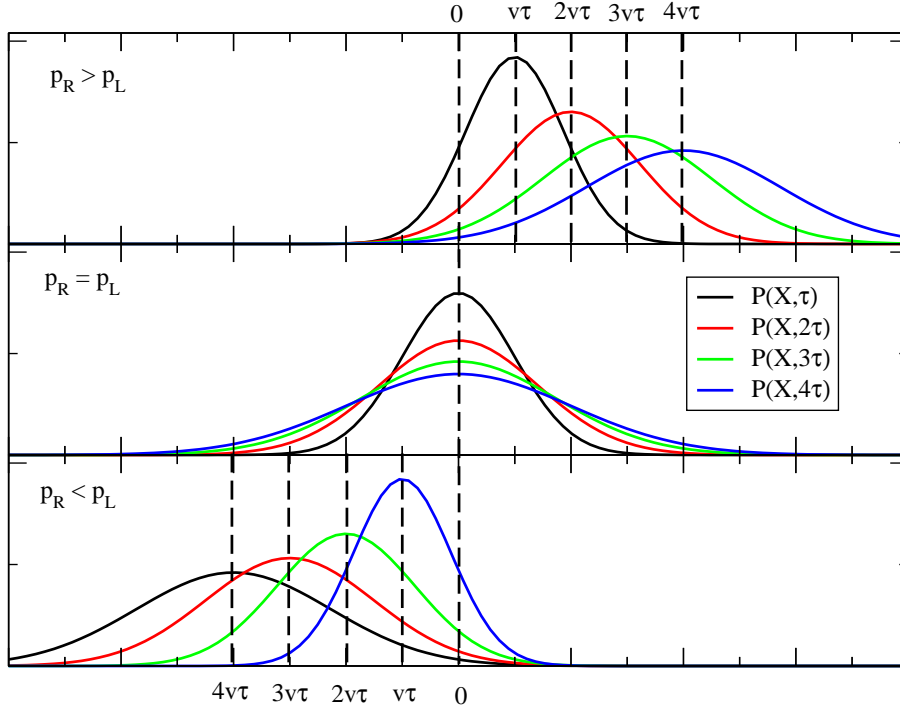 0 vτ 2vτ 3vτ 4vτ
p_R > p_L
p_R = p_L
P(X,τ)
P(X,2τ)
P(X,3τ)
P(X,4τ)
p_R < p_L
4vτ 3vτ 2vτ vτ 0